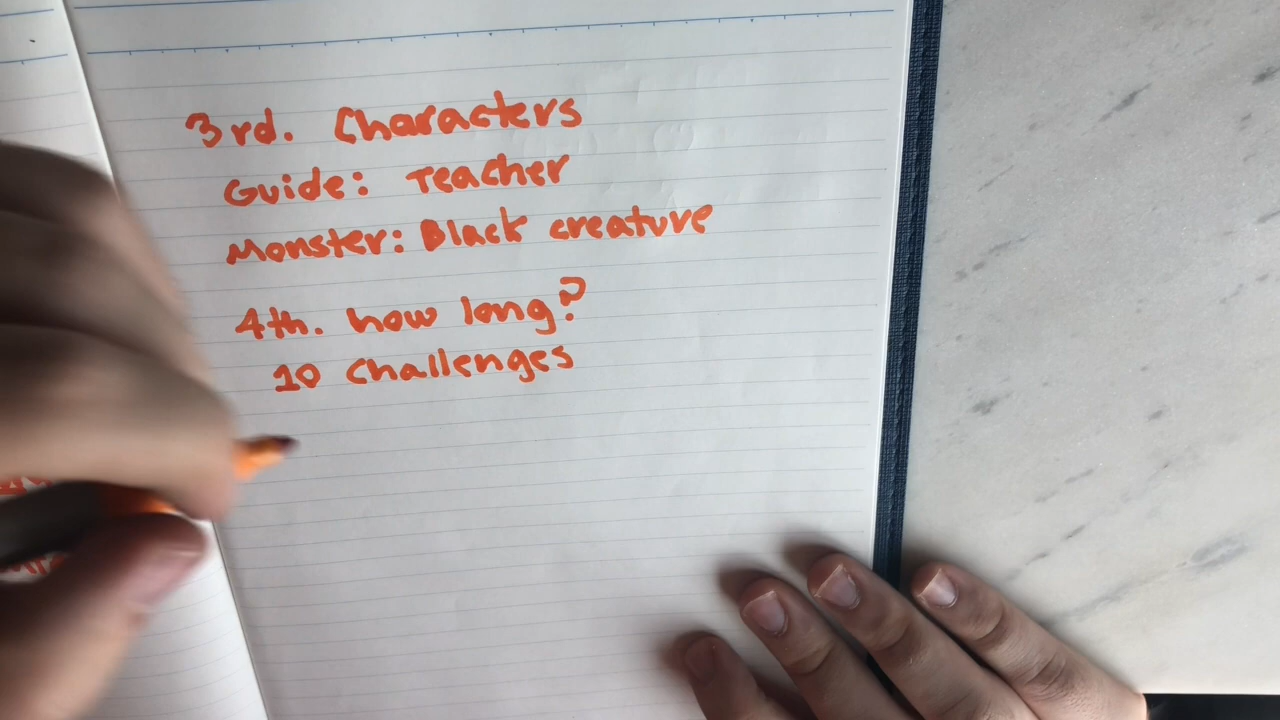 3rd. Characters
Guide: Teacher
Monster: Black creature
4th. how long?
10 Challenges